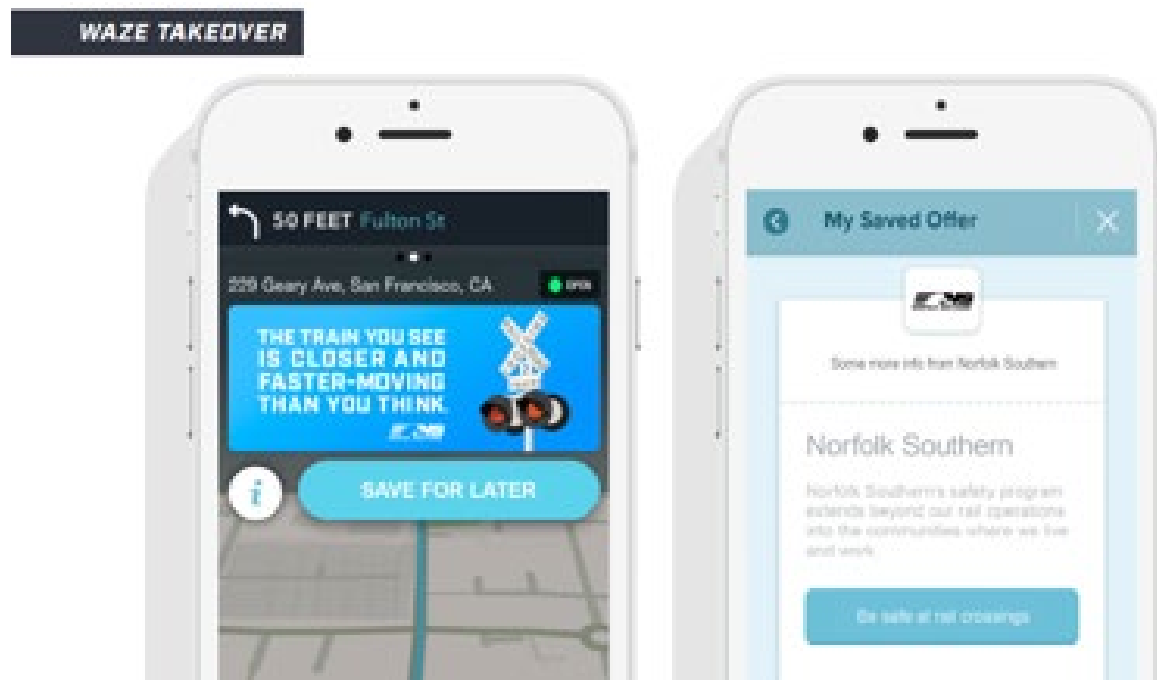 WAZE TAKEOVER
50 FEET Fulton St
229 Geary Ave, San Francisco, CA
OPEN
THE TRAIN YOU SEE
IS CLOSER AND
FASTER-MOVING
THAN YOU THINK.
NS
i
SAVE FOR LATER
My Saved Offer
NS
Some more info from Norfolk Southern
Norfolk Southern
Norfolk Southern's safety program
extends beyond our rail operations
into the communities where we live
and work
Be safe at rail crossings